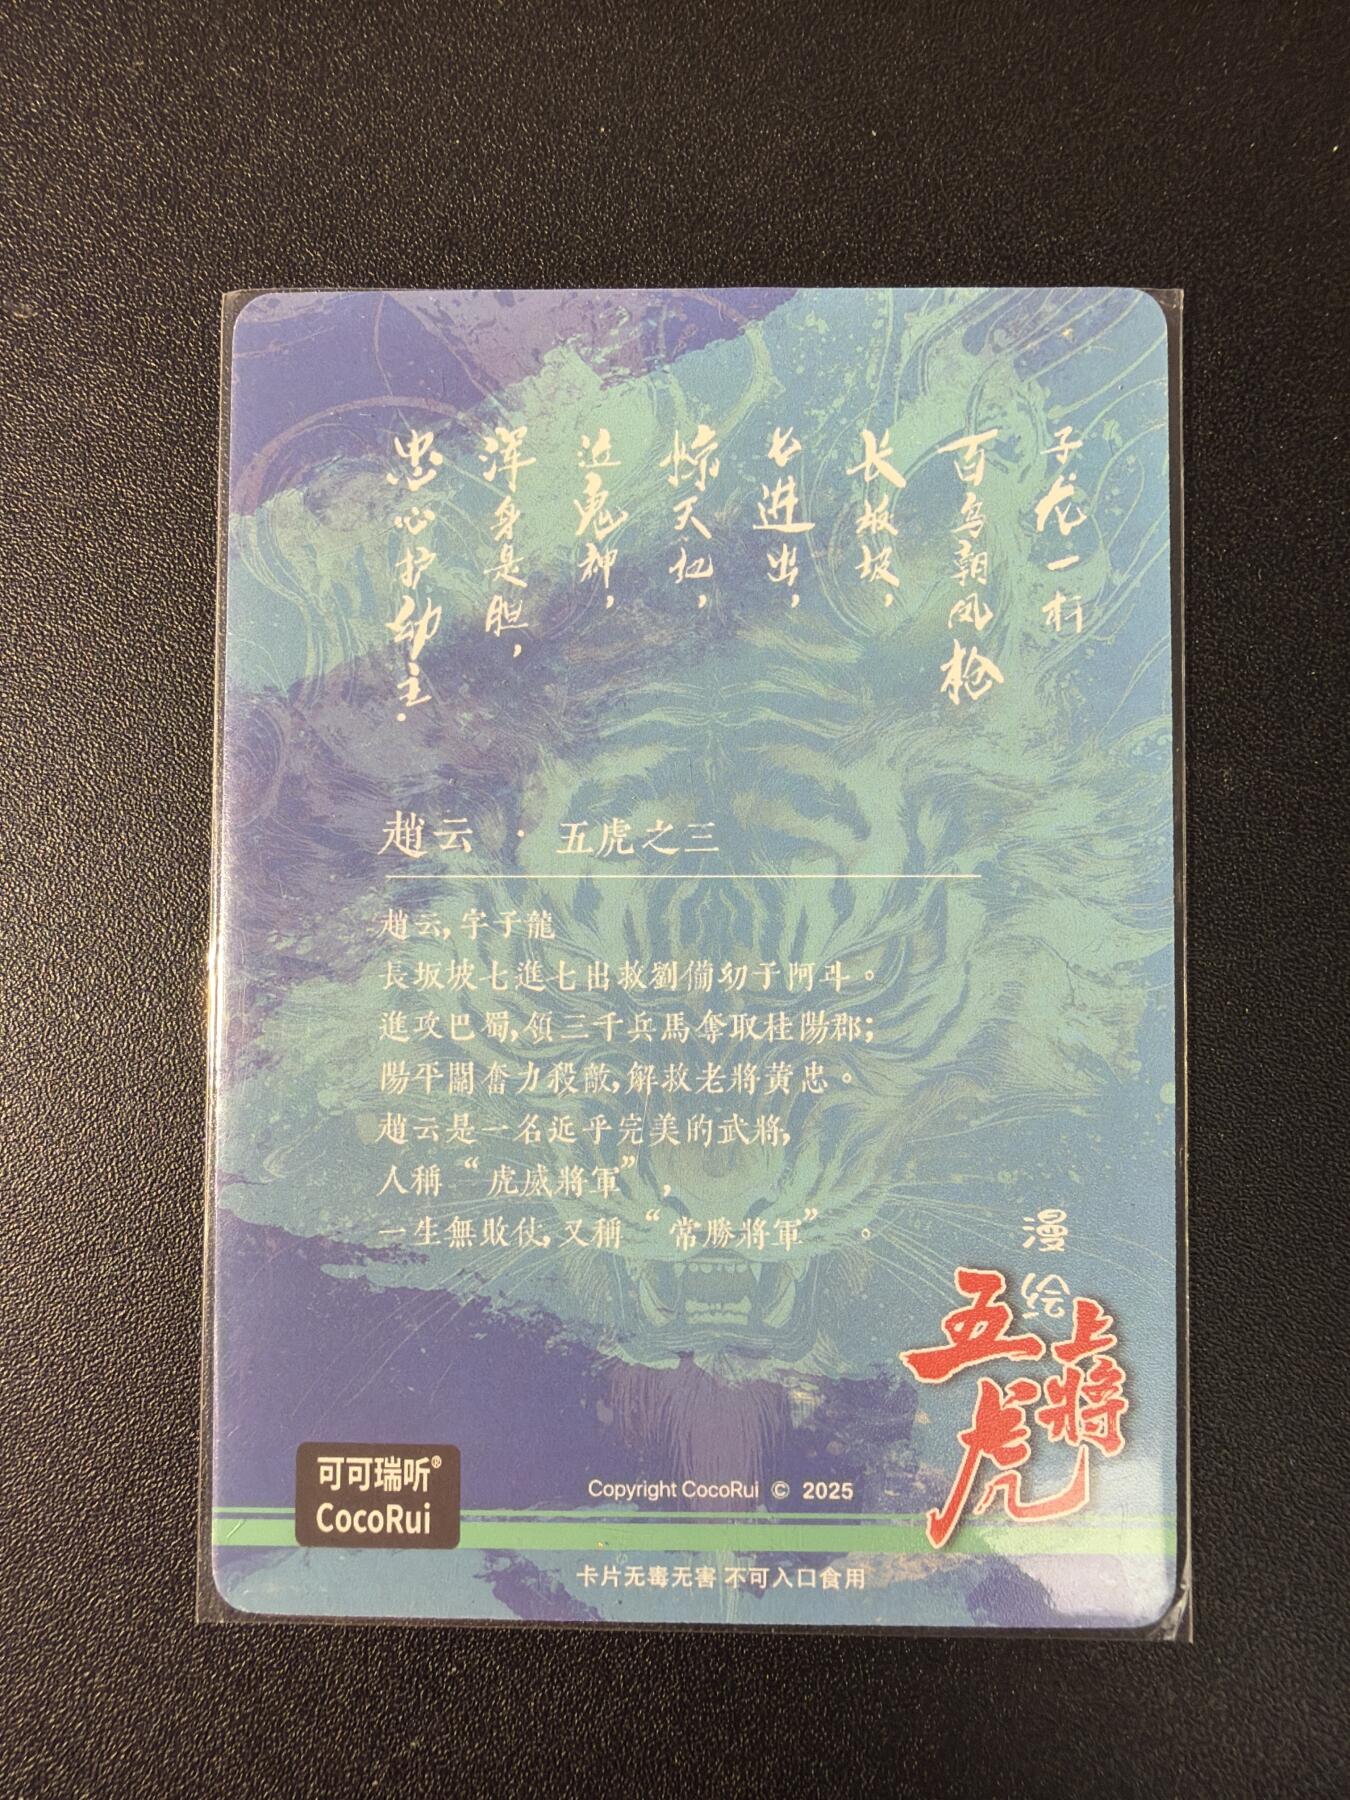 子龙一杆
百鸟朝凤枪
长坂坡，
七进出，
惊天地，
泣鬼神，
浑身是胆，
忠心护幼主.
趙云 · 五虎之三
趙云,字子龍
長坂坡七進七出救劉備幼子阿斗。
進攻巴蜀,領三千兵馬奪取桂陽郡;
陽平關奮力殺敵,解救老將黃忠。
趙云是一名近乎完美的武將,
人稱“虎威將軍”，
一生無敗仗,又稱“常勝將軍”。
漫绘
五虎
上將
可可瑞听®
CocoRui
Copyright CocoRui © 2025
卡片无毒无害 不可入口食用